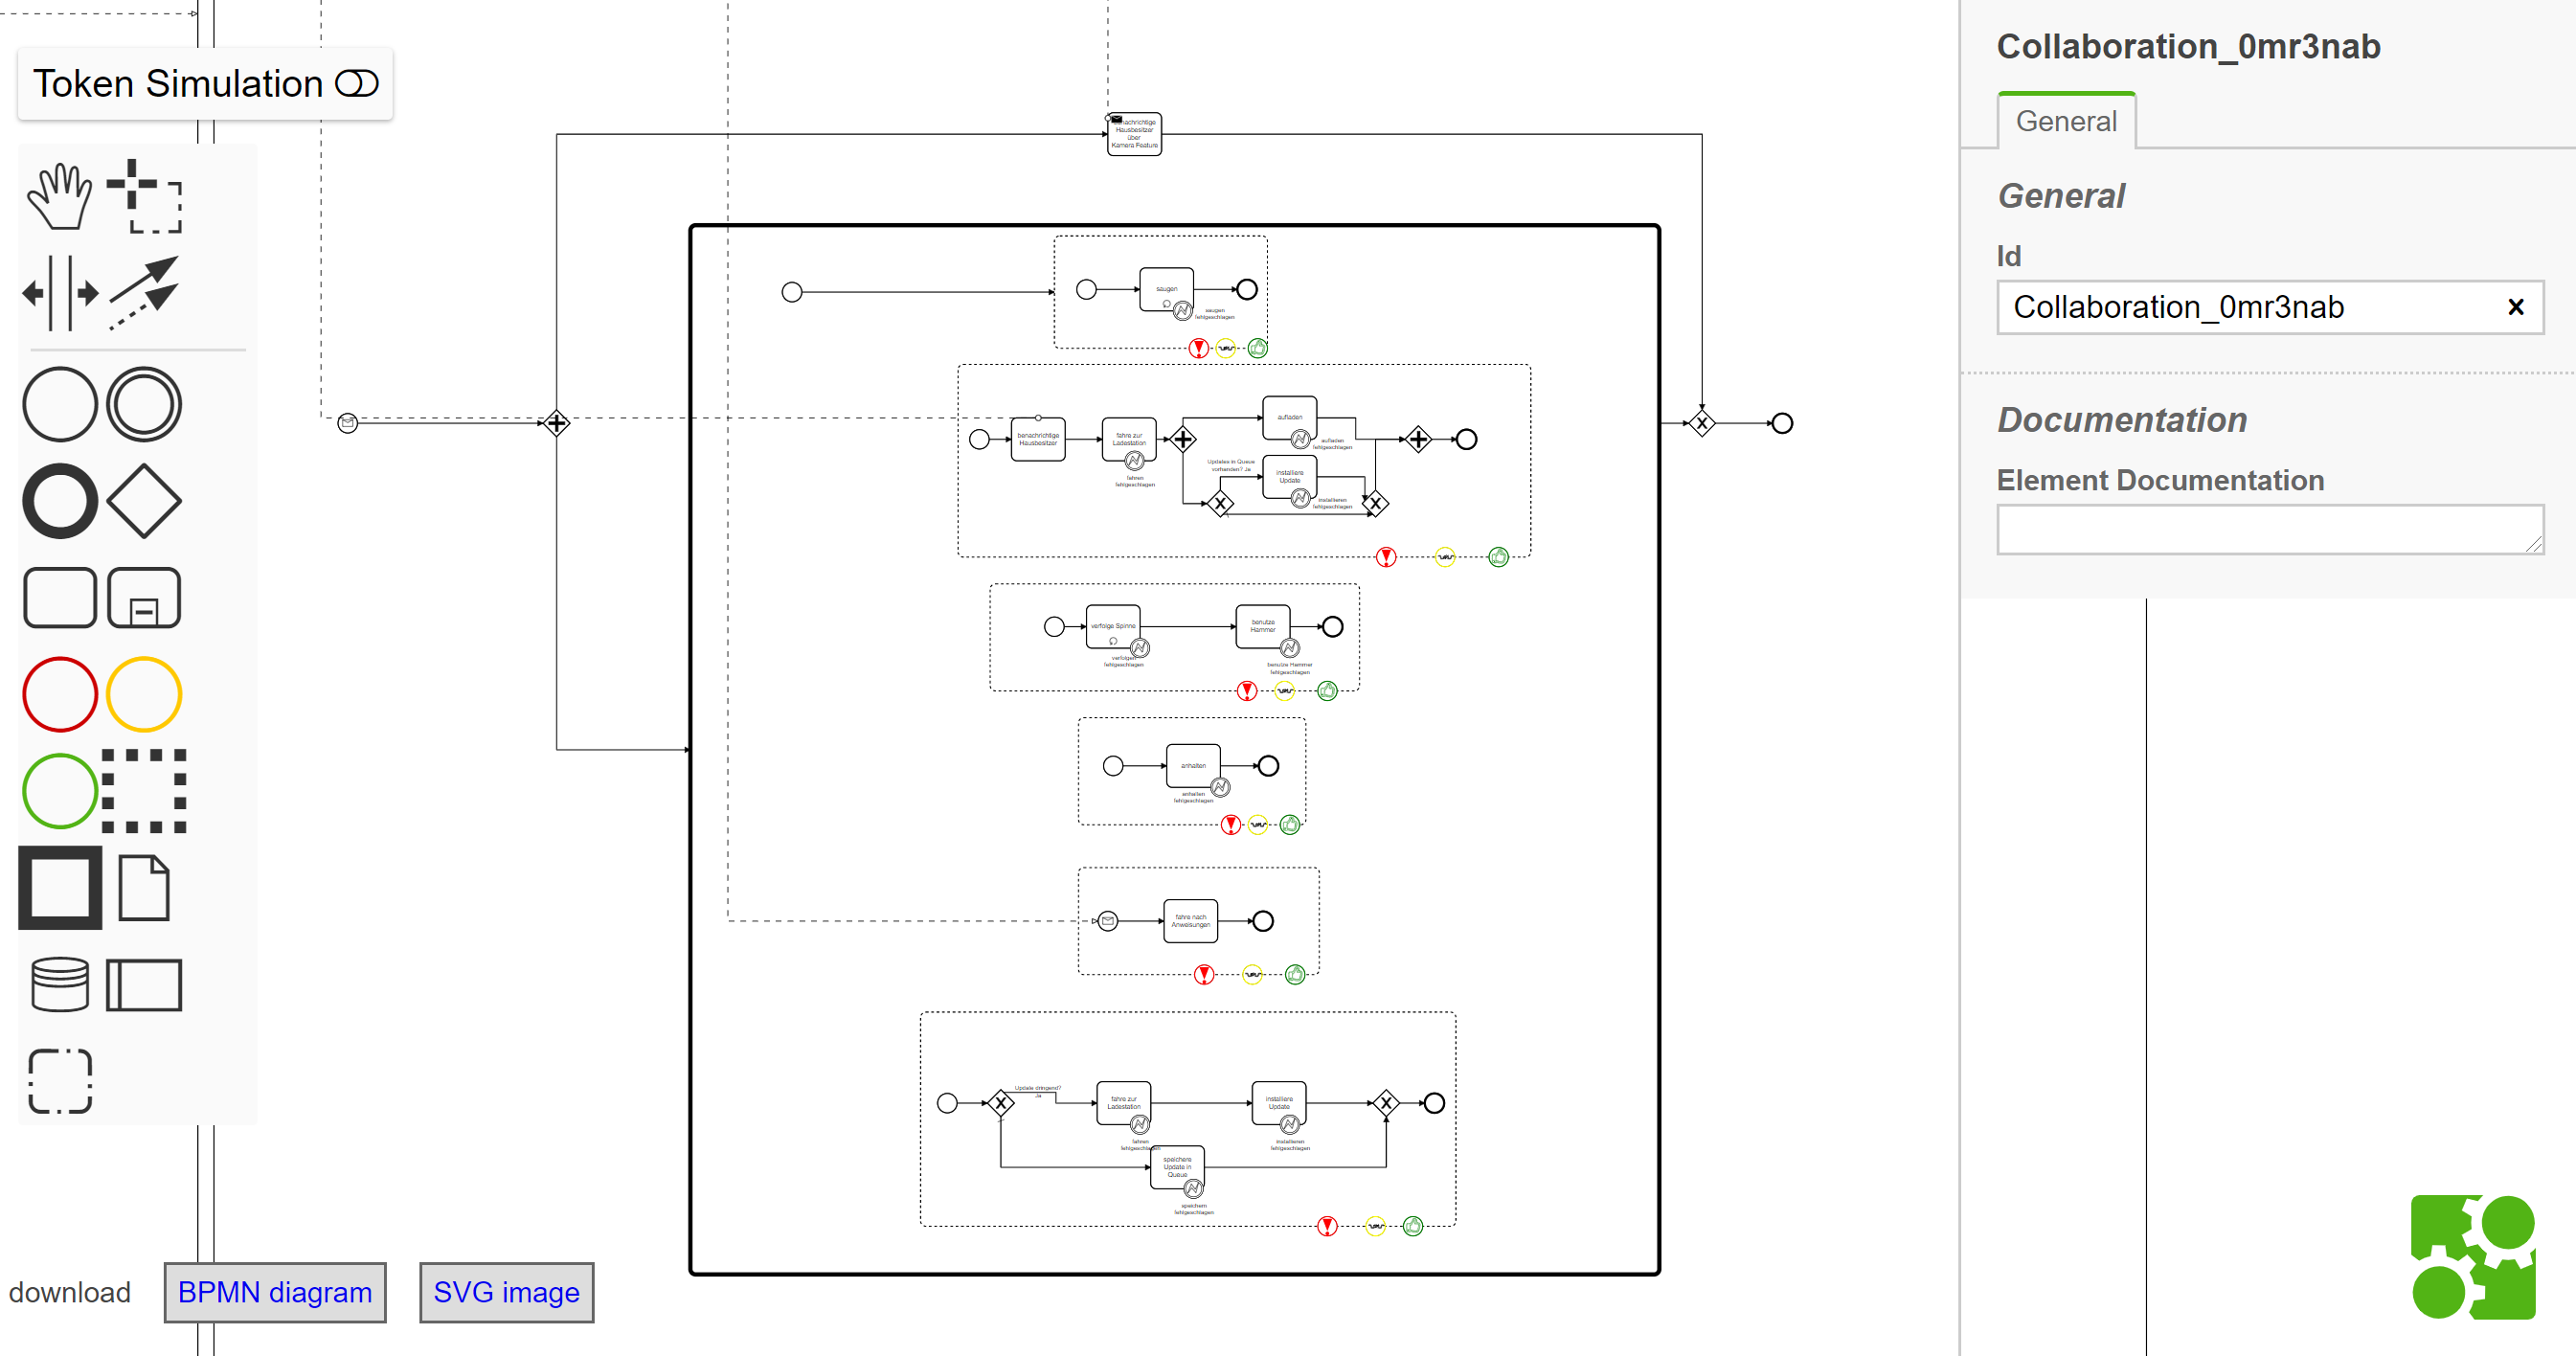 Token Simulation
Collaboration_0mr3nab
General
General
Id
Collaboration_0mr3nab
Documentation
Element Documentation
Hausbesitzer
über
Kamera Feature
saugen
saugen
fehlgeschlagen
benachrichtige
Hausbesitzer
fahre zur
Ladestation
fahren
fehlgeschlagen
aufladen
aufladen
fehlgeschlagen
Updates in Queue
vorhanden? Ja
installiere
Update
installieren
fehlgeschlagen
verfolge Spinne
verfolgen
fehlgeschlagen
benutze
Hammer
benutze Hammer
fehlgeschlagen
anhalten
anhalten
fehlgeschlagen
fahre nach
Anweisungen
Update dringend?
Ja
fahre zur
Ladestation
fahren
fehlgeschlagen
installiere
Update
installieren
fehlgeschlagen
speichere
Update in
Queue
speichern
fehlgeschlagen
download
BPMN diagram
SVG image